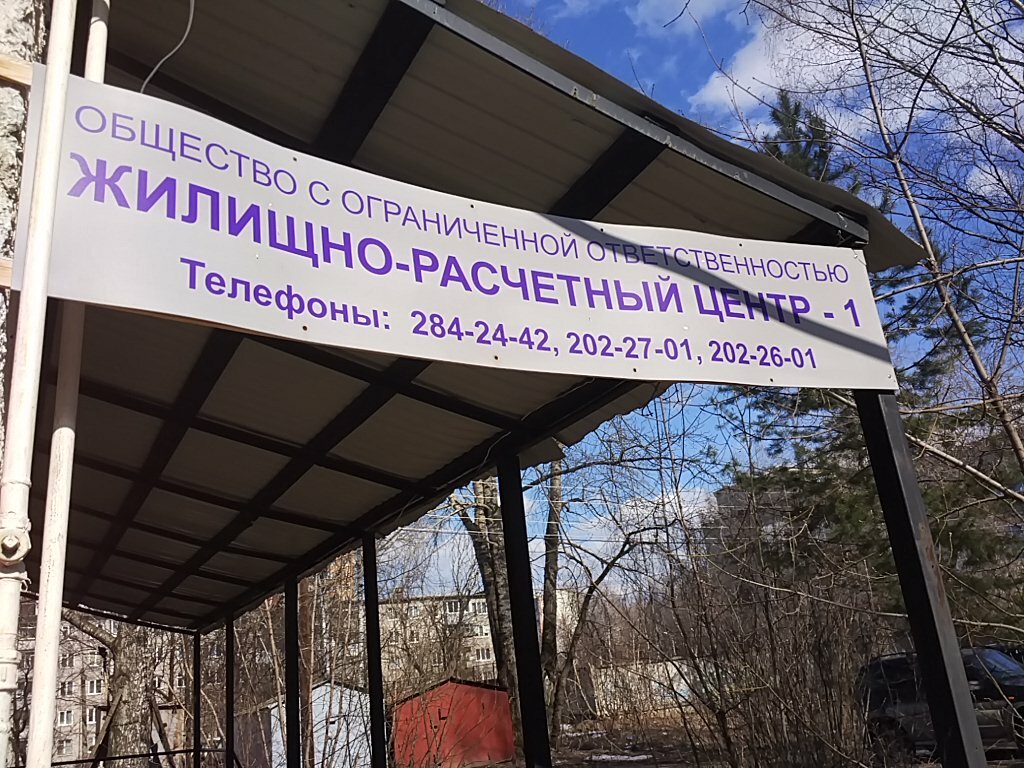 ОБЩЕСТВО С ОГРАНИЧЕННОЙ ОТВЕТСТВЕННОСТЬЮ
ЖИЛИЩНО-РАСЧЕТНЫЙ ЦЕНТР - 1
Телефоны: 284-24-42, 202-27-01, 202-26-01